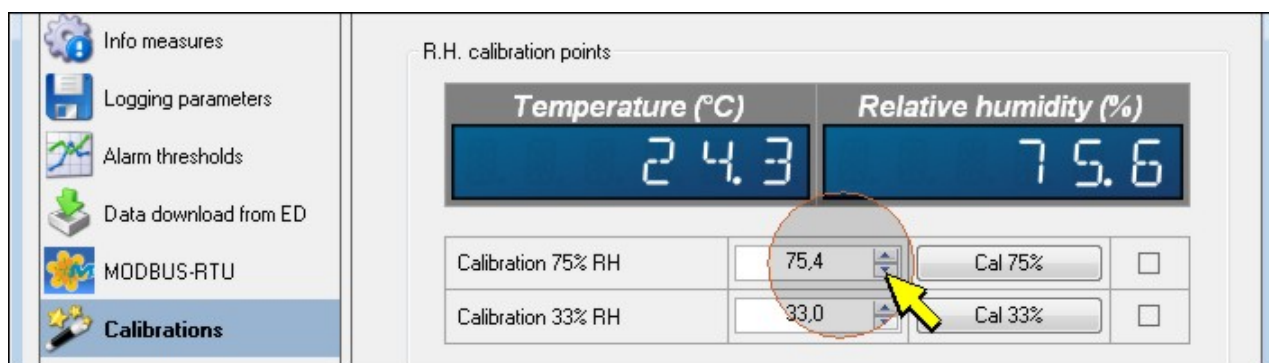 Info measures
Logging parameters
Alarm thresholds
Data download from ED
MODBUS-RTU
Calibrations
R.H. calibration points
Temperature (°C) Relative humidity (%)
24.3 75.6
Calibration 75% RH 75,4 Cal 75%
Calibration 33% RH 33,0 Cal 33%